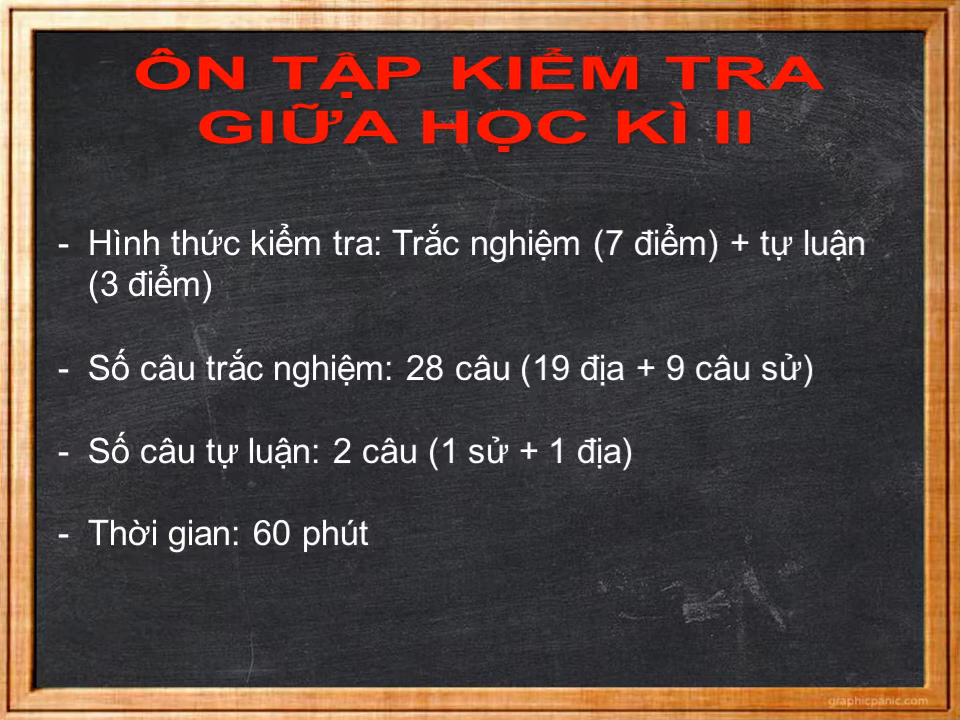 ÔN TẬP KIỂM TRA
GIỮA HỌC KÌ II
- Hình thức kiểm tra: Trắc nghiệm (7 điểm) + tự luận
(3 điểm)
- Số câu trắc nghiệm: 28 câu (19 địa + 9 câu sử)
- Số câu tự luận: 2 câu (1 sử + 1 địa)
- Thời gian: 60 phút
graphicpanic.com